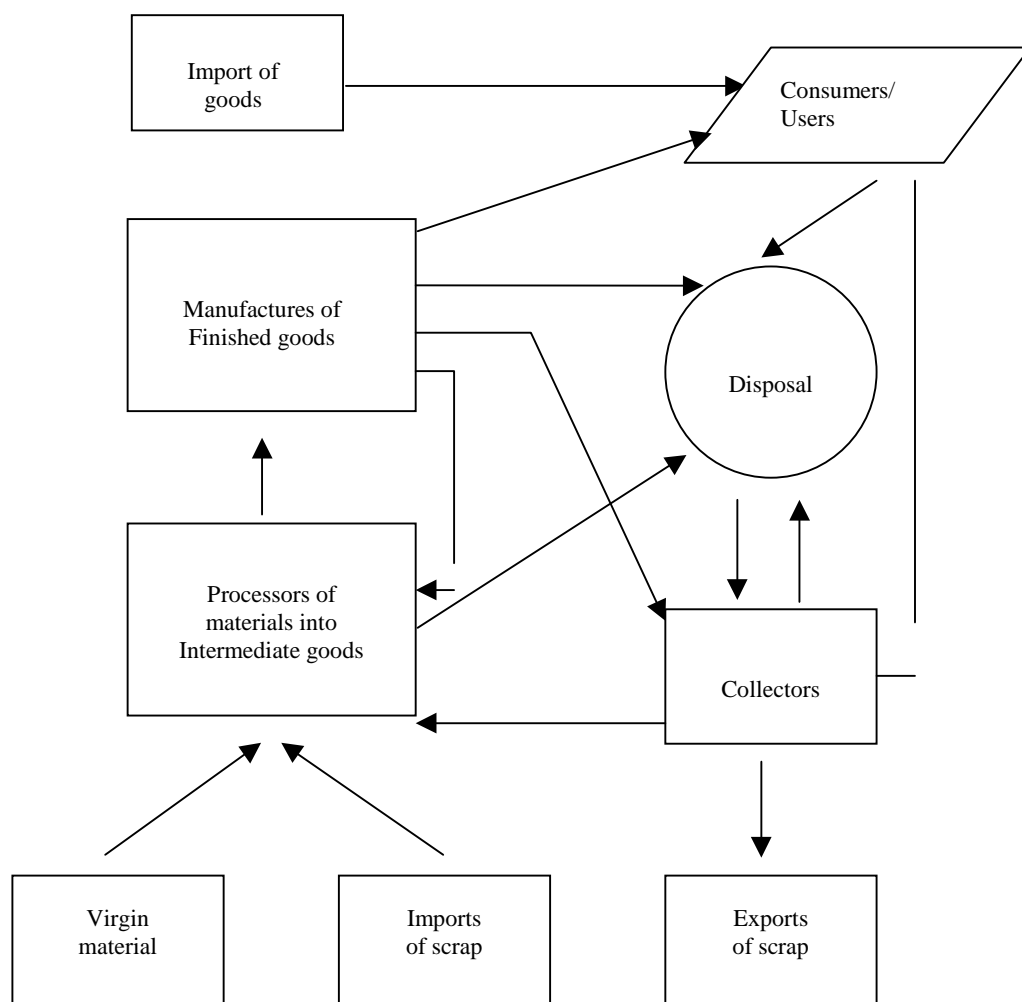 Import of
goods
Consumers/
Users
Manufactures of
Finished goods
Disposal
Processors of
materials into
Intermediate goods
Collectors
Virgin
material
Imports
of scrap
Exports
of scrap